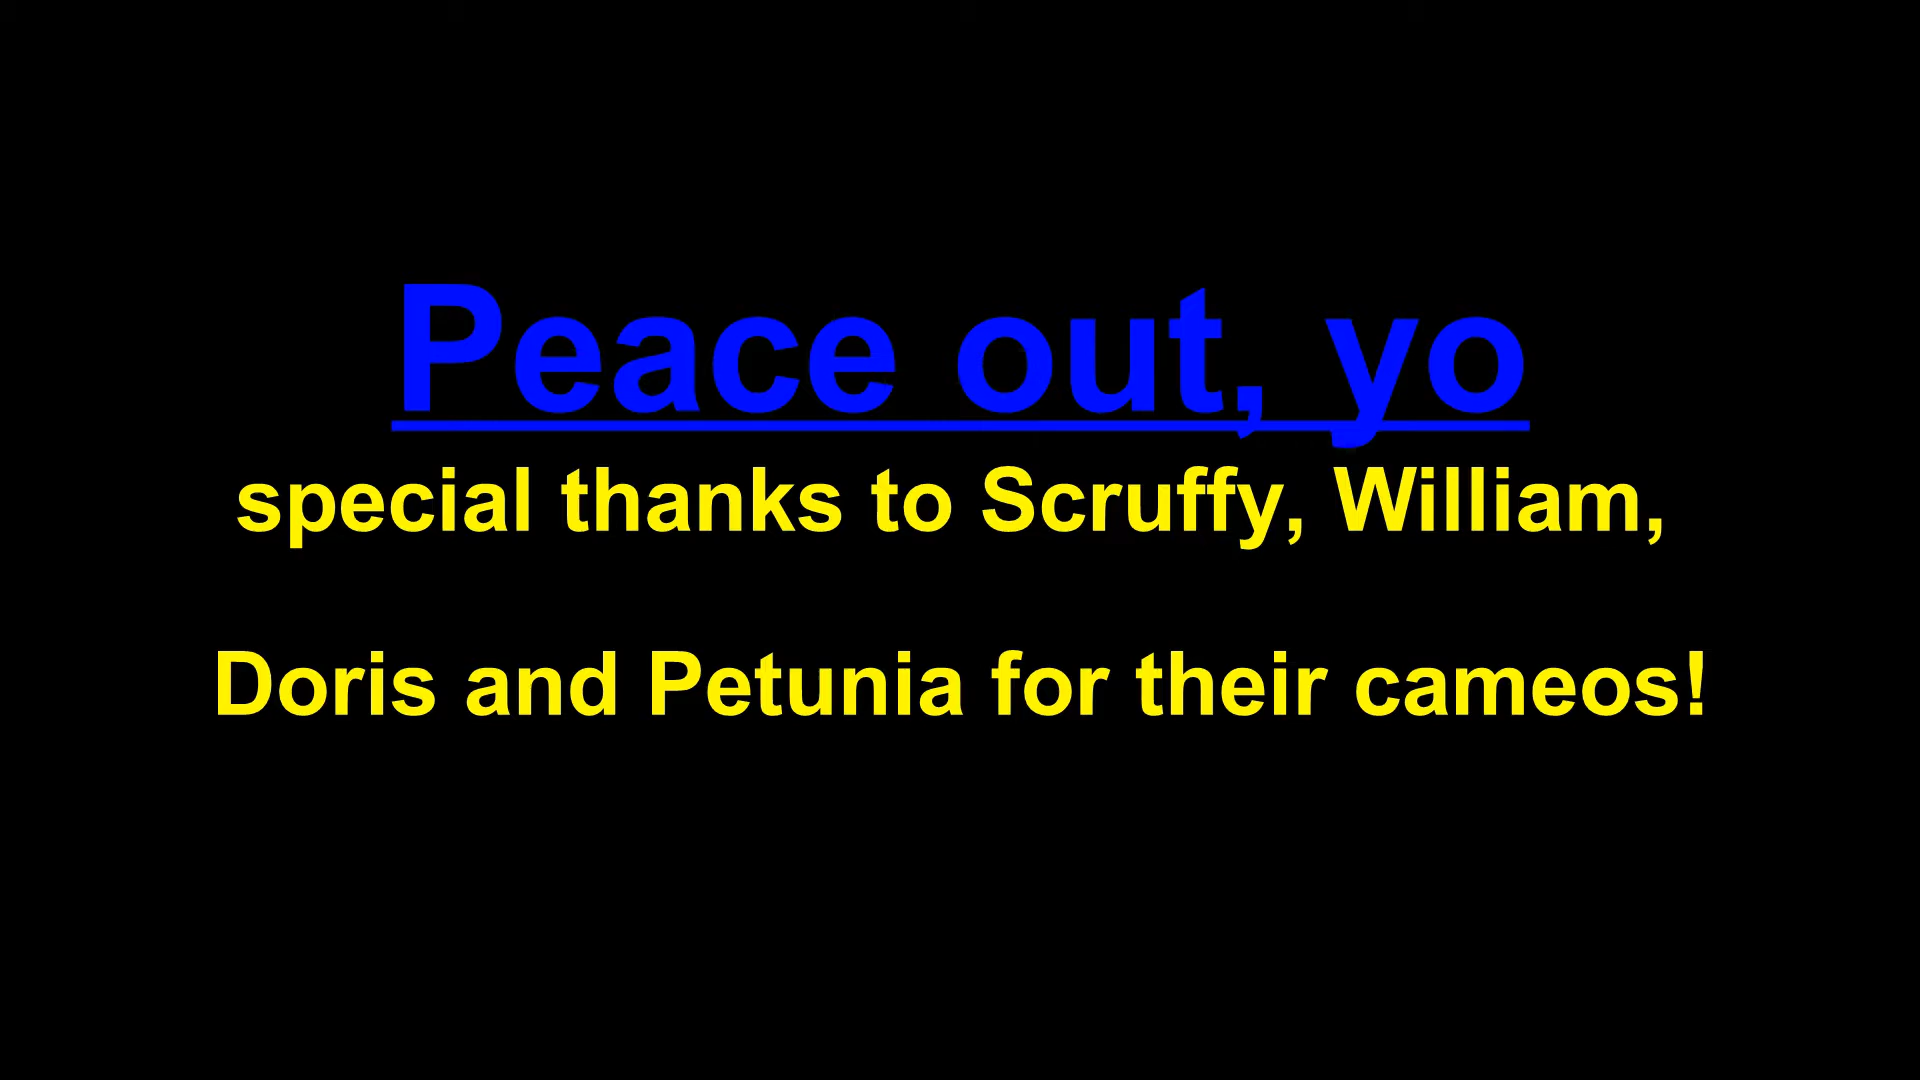 Peace out, yo
special thanks to Scruffy, William,
Doris and Petunia for their cameos!